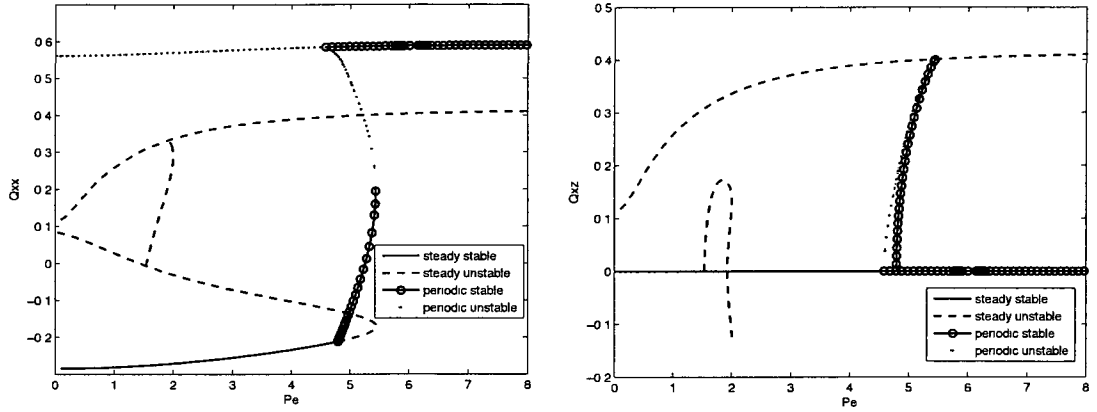 0 6
0 5
0 4
0 3
0 2
0 1
0
-0 1
-0 2
Qxx
0 1 2 3 4 5 6 7 8
Pe
steady stable
steady unstable
periodic stable
periodic unstable
0 5
0 4
0 3
0 2
0 1
0
-0 1
-0 2
Qxz
0 1 2 3 4 5 6 7 8
Pe
steady stable
steady unstable
periodic stable
periodic unstable